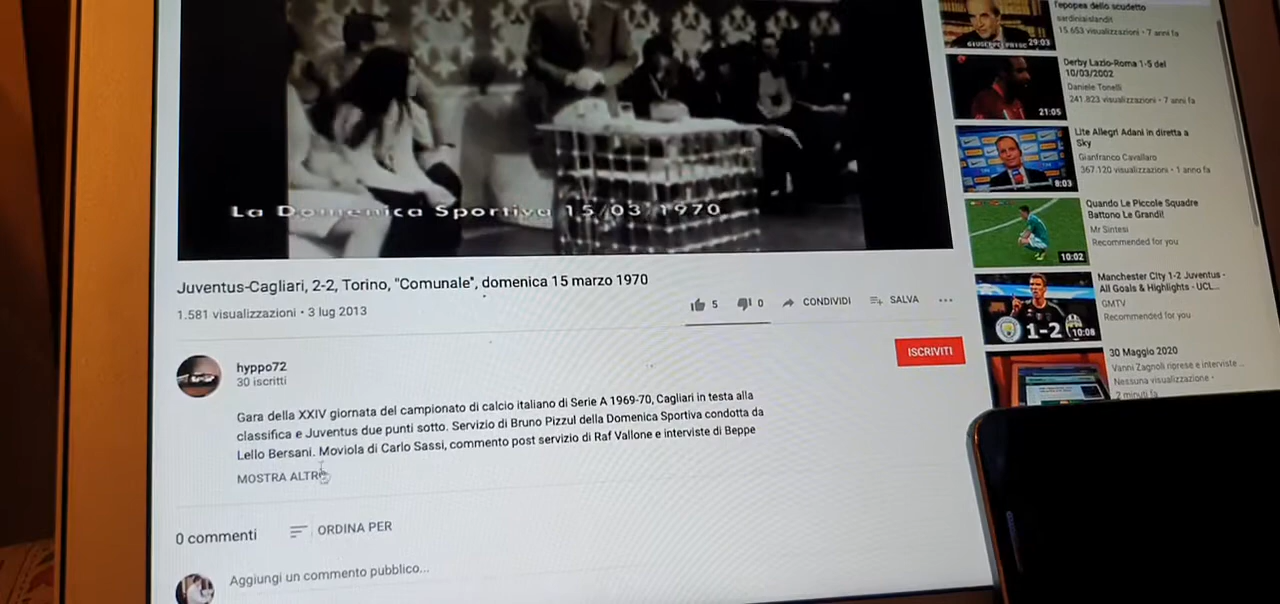 La Domenica Sportiva 15/03/1970
Juventus-Cagliari, 2-2, Torino, "Comunale", domenica 15 marzo 1970
1.581 visualizzazioni • 3 lug 2013
5
0
CONDIVIDI
SALVA
hyppo72
30 iscritti
ISCRIVITI
Gara della XXIV giornata del campionato di calcio italiano di Serie A 1969-70, Cagliari in testa alla
classifica e Juventus due punti sotto. Servizio di Bruno Pizzul della Domenica Sportiva condotta da
Lello Bersani. Moviola di Carlo Sassi, commento post servizio di Raf Vallone e interviste di Beppe
MOSTRA ALTRO
0 commenti
ORDINA PER
Aggiungi un commento pubblico...
l'epopea dello scudetto
sardiniaislandit
15.653 visualizzazioni • 7 anni fa
29:03
Derby Lazio-Roma 1-5 del
10/03/2002
Daniele Tonelli
241.823 visualizzazioni • 7 anni fa
21:05
Lite Allegri Adani in diretta a
Sky
Gianfranco Cavallaro
367.120 visualizzazioni • 1 anno fa
8:03
Quando Le Piccole Squadre
Battono Le Grandi!
Mr Sintesi
Recommended for you
10:02
Manchester City 1-2 Juventus -
All Goals & Highlights - UCL...
GMTV
Recommended for you
1-2
10:08
30 Maggio 2020
Vanni Zagnoli riprese e interviste ...
Nessuna visualizzazione •
2 minuti fa